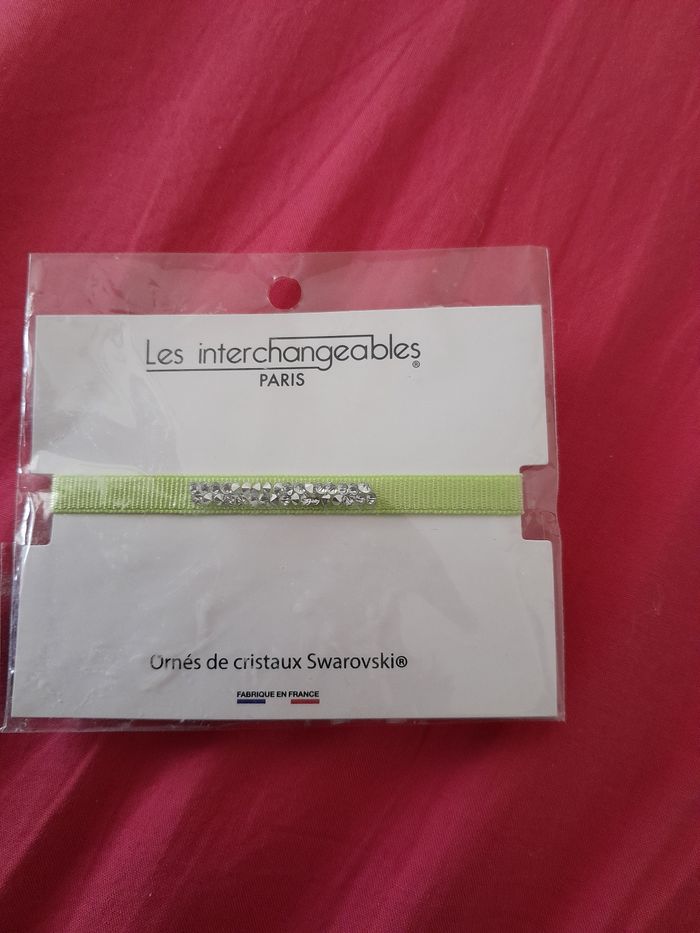 Les interchangeables®
PARIS
Ornés de cristaux Swarovski®
FABRIQUE EN FRANCE